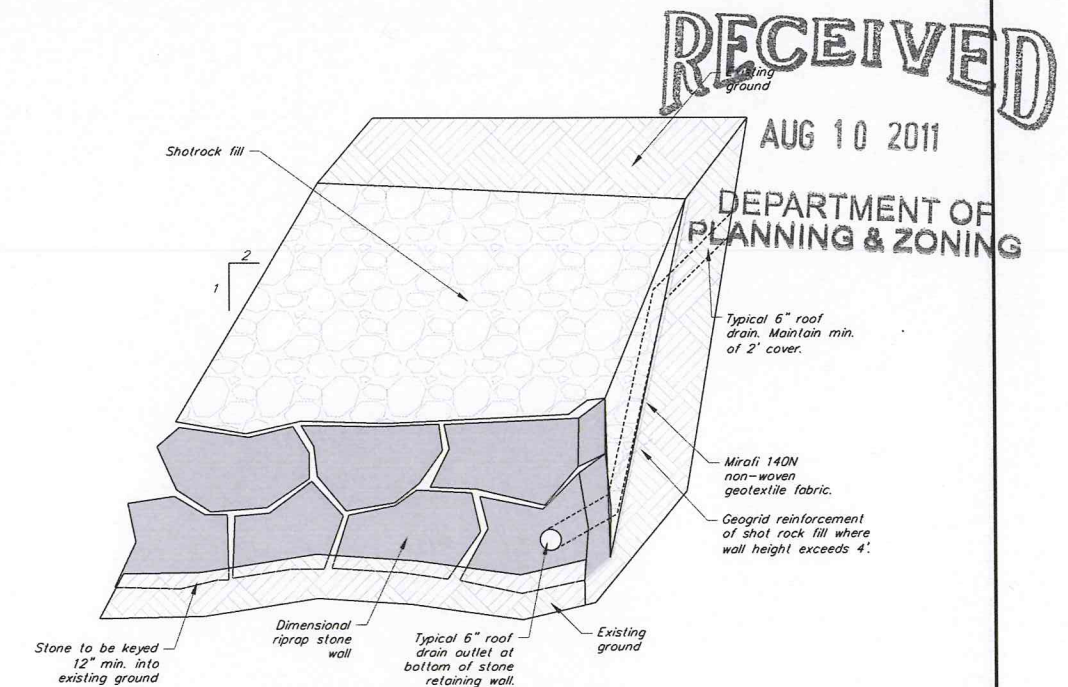 RECEIVED
AUG 10 2011
DEPARTMENT OF
PLANNING & ZONING
Existing
ground
Shotrock fill
2
1
Typical 6" roof
drain. Maintain min.
of 2' cover.
Mirafi 140N
non-woven
geotextile fabric.
Geogrid reinforcement
of shot rock fill where
wall height exceeds 4'.
Existing
ground
Typical 6" roof
drain outlet at
bottom of stone
retaining wall.
Dimensional
riprap stone
wall
Stone to be keyed
12" min. into
existing ground